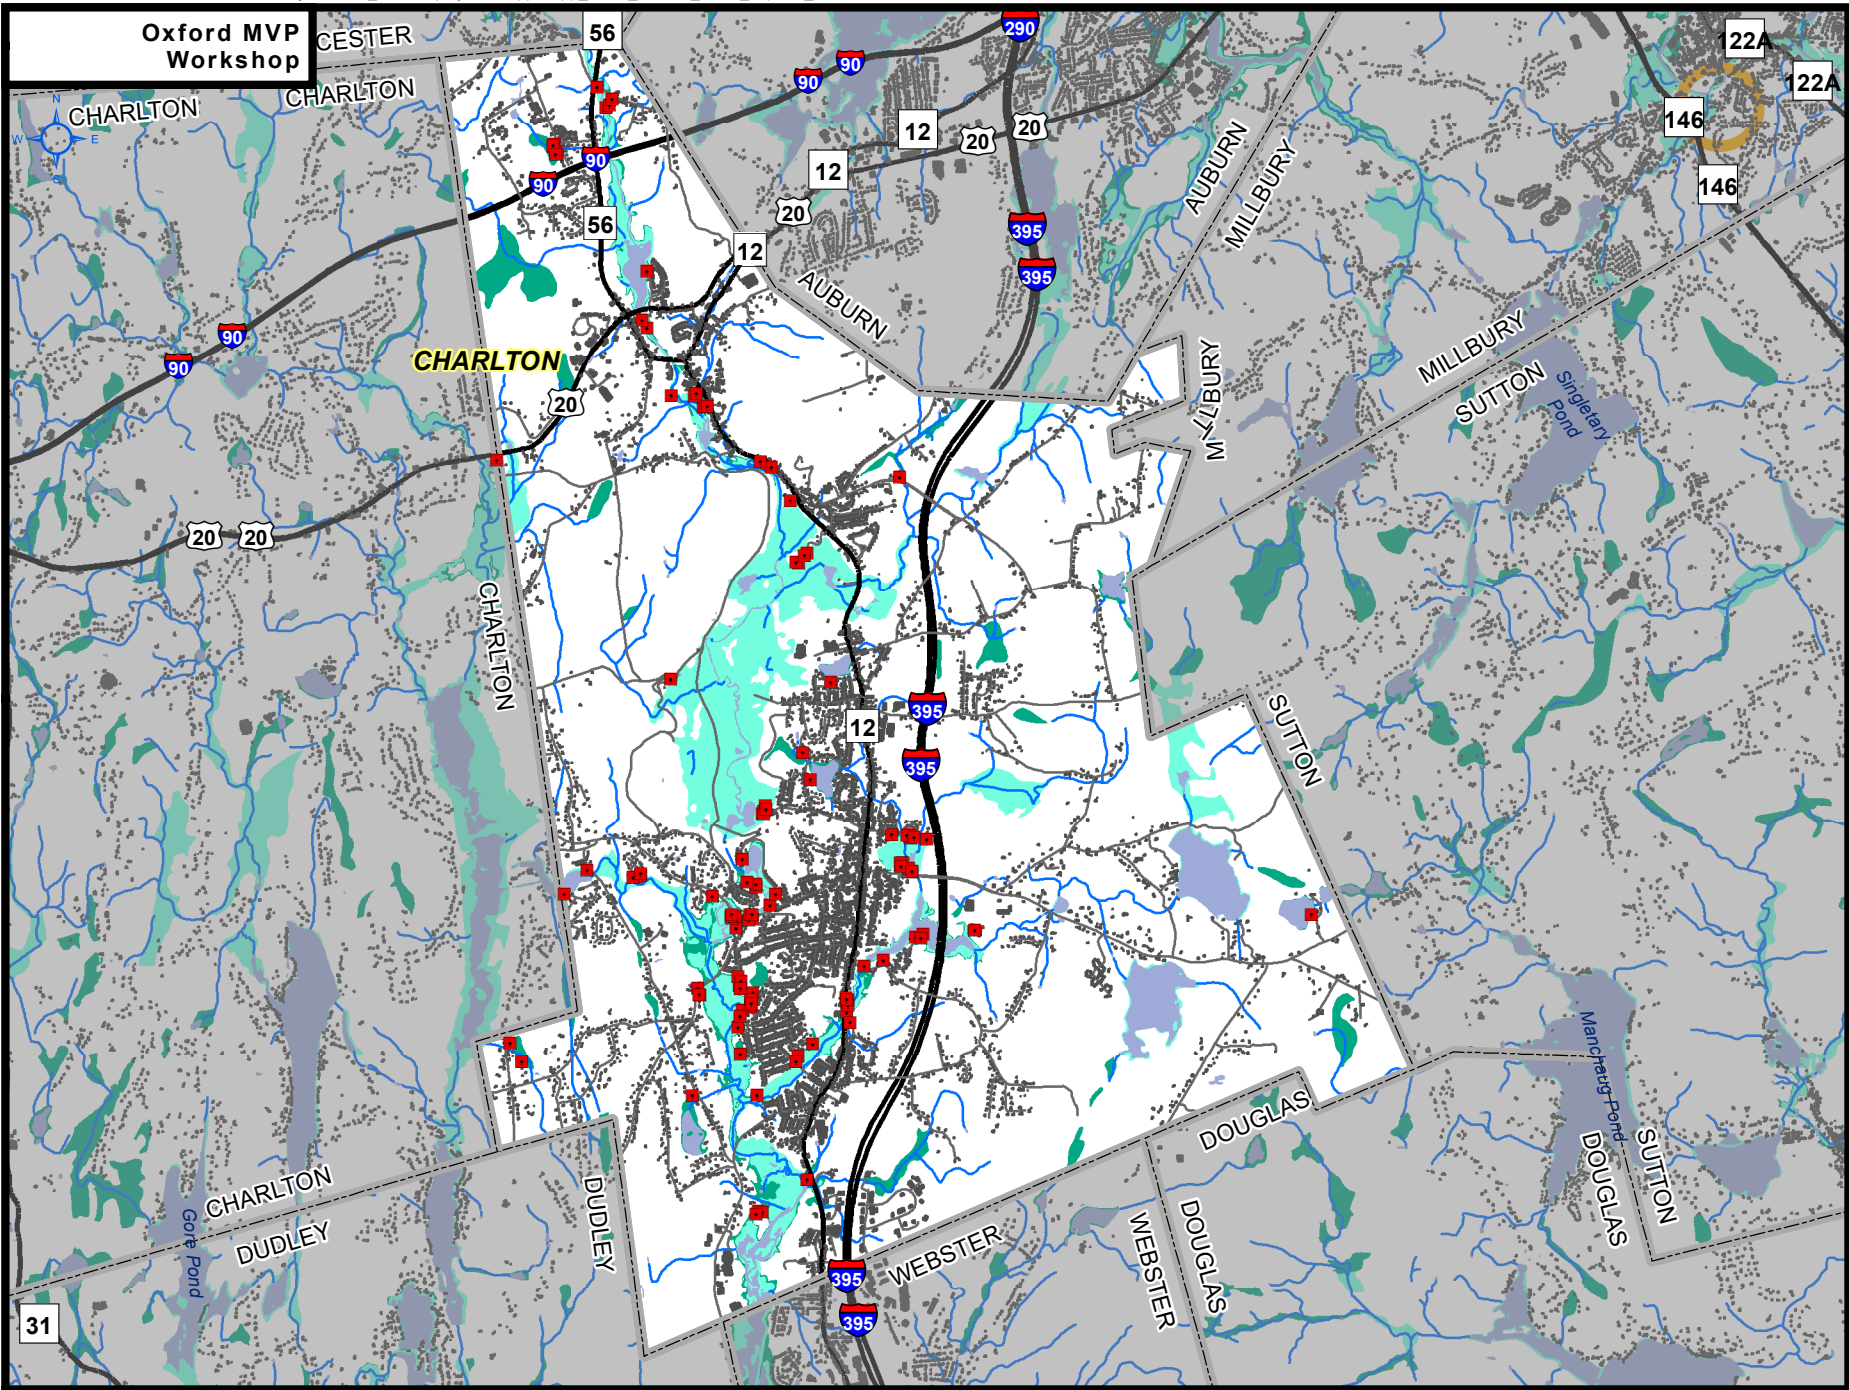 Oxford MVP
Workshop
CESTER
56
290
90
90
122A
122A
CHARLTON
CHARLTON
N
W
E
S
146
12
20
20
12
90
90
146
AUBURN
MILLBURY
20
56
12
395
395
AUBURN
90
90
CHARLTON
20
MILLBURY
MILLBURY
SUTTON
Singletary
Pond
20
20
CHARLTON
395
12
395
SUTTON
Manchaug Pond
DOUGLAS
CHARLTON
DUDLEY
Gore Pond
DUDLEY
WEBSTER
WEBSTER
DOUGLAS
DOUGLAS
SUTTON
395
395
31